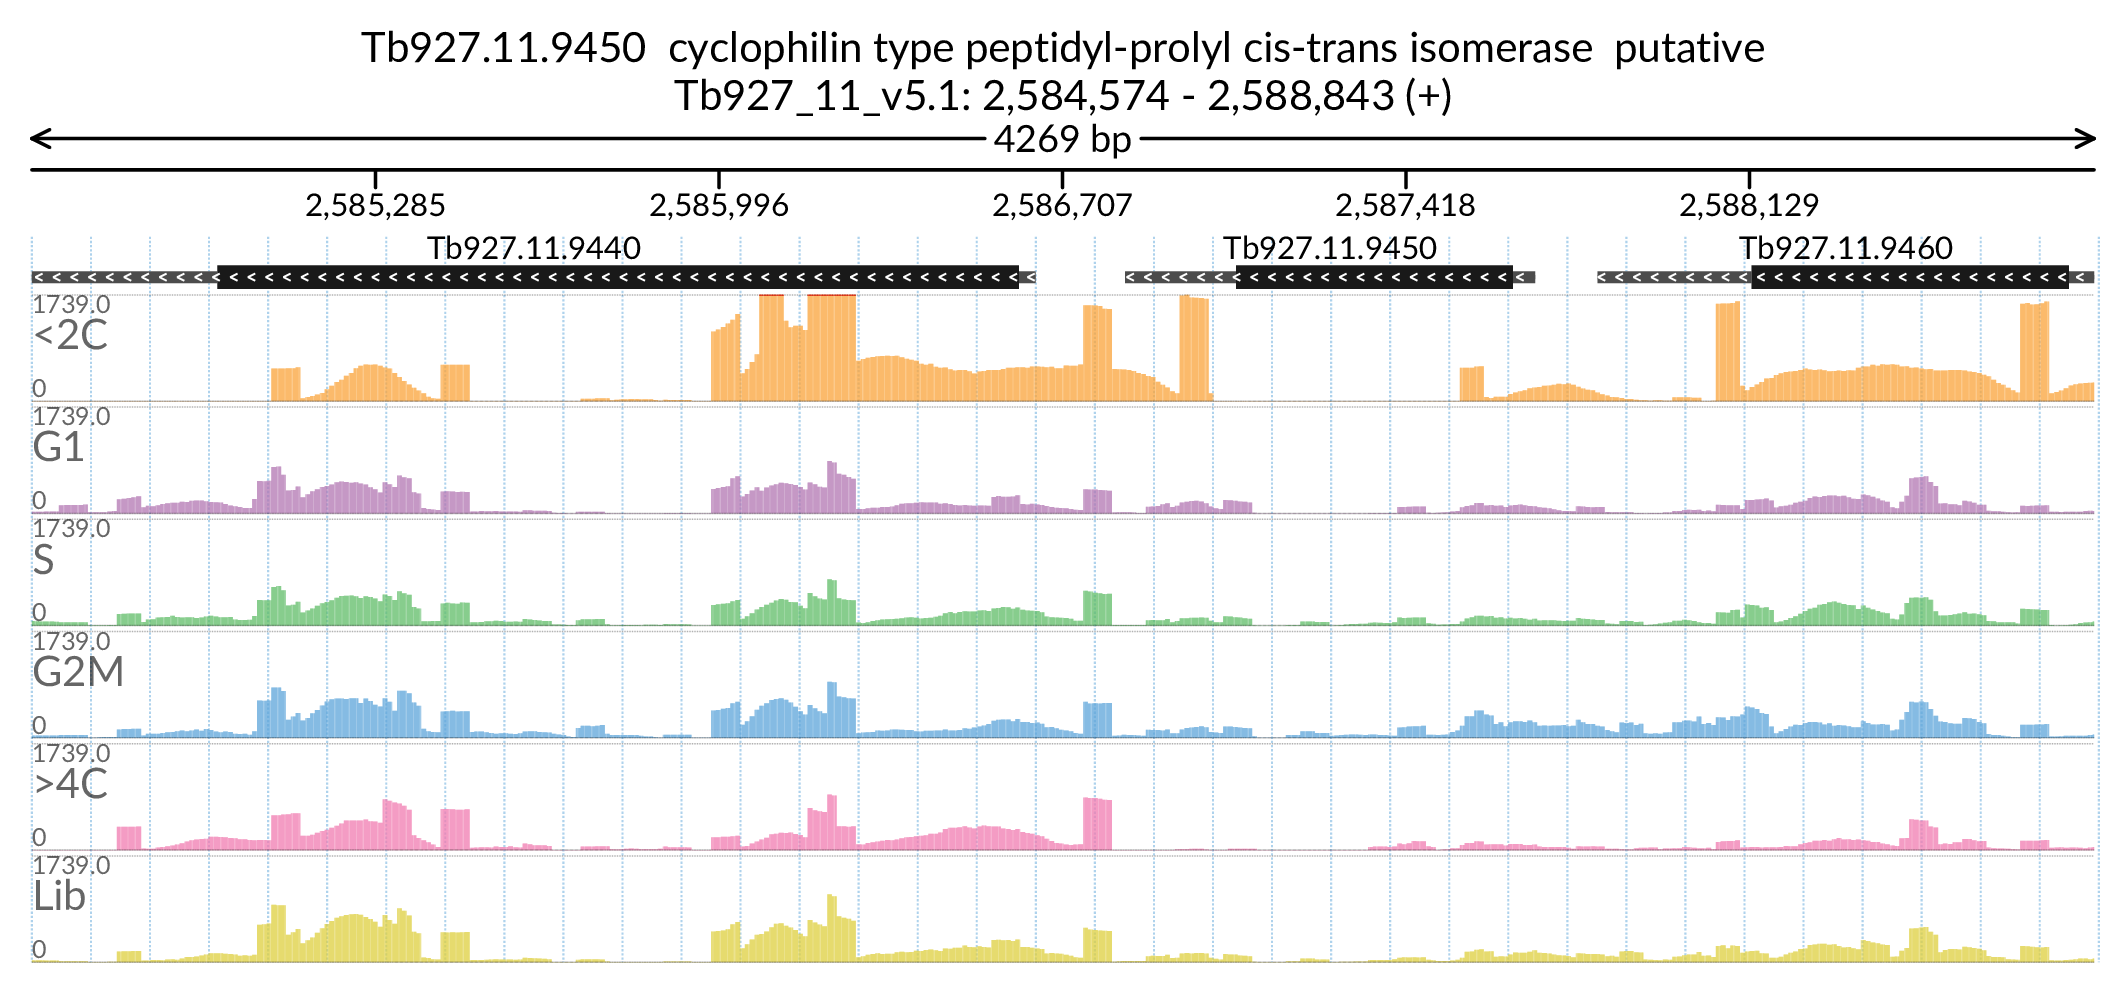 Tb927.11.9450  cyclophilin type peptidyl-prolyl cis-trans isomerase  putative
Tb927_11_v5.1: 2,584,574 - 2,588,843 (+)
4269 bp
2,585,285 2,585,996 2,586,707 2,587,418 2,588,129
Tb927.11.9440 Tb927.11.9450 Tb927.11.9460
1739.0
<2C
0
1739.0
G1
0
1739.0
S
0
1739.0
G2M
0
1739.0
>4C
0
1739.0
Lib
0